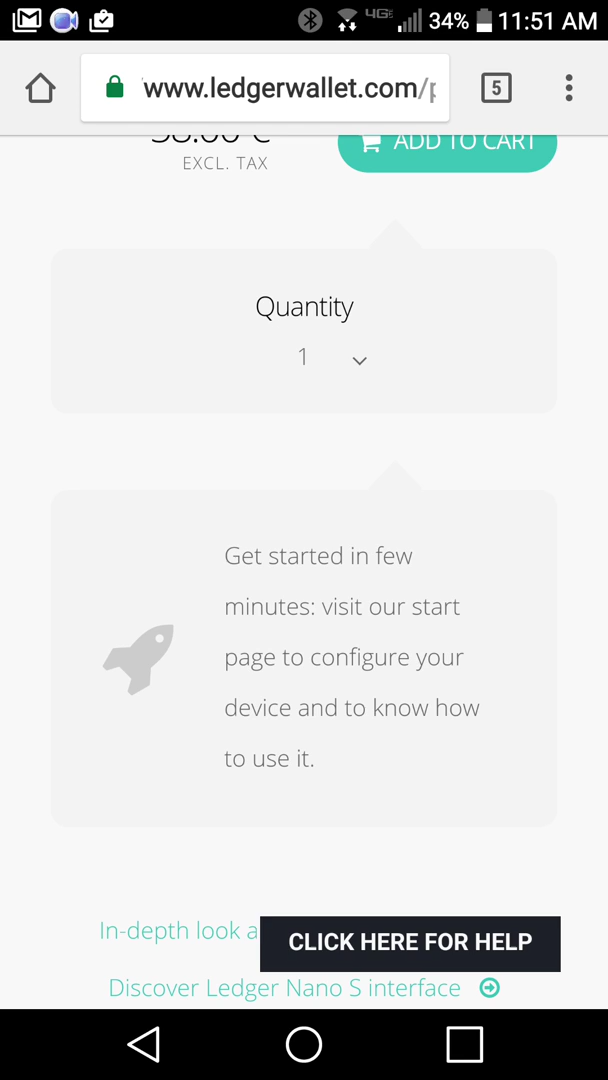 4G
34%
11:51 AM
www.ledgerwallet.com/
5
€
EXCL. TAX
ADD TO CART
Quantity
1
Get started in few
minutes: visit our start
page to configure your
device and to know how
to use it.
In-depth look a
CLICK HERE FOR HELP
Discover Ledger Nano S interface